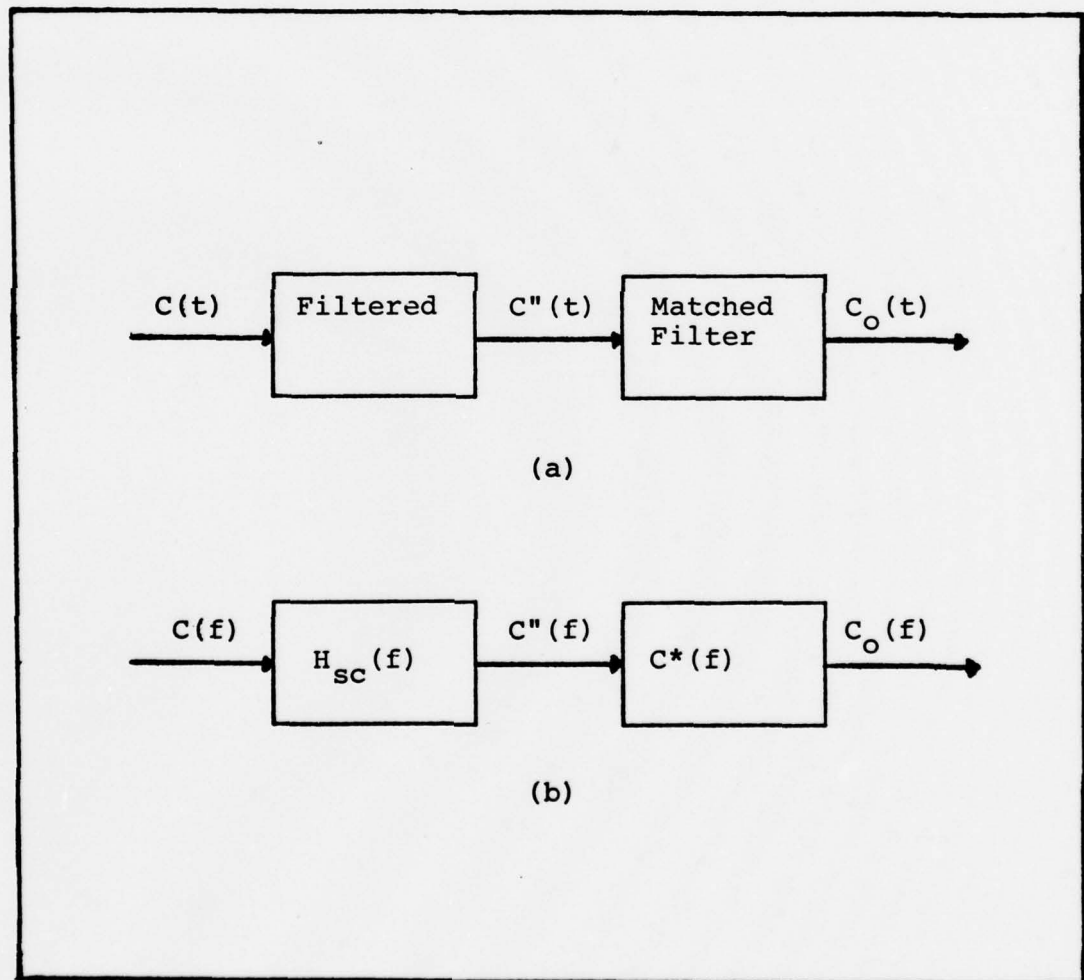 C(t) Filtered C"(t) Matched Filter C_o(t)
(a)
C(f) H_sc(f) C"(f) C*(f) C_o(f)
(b)